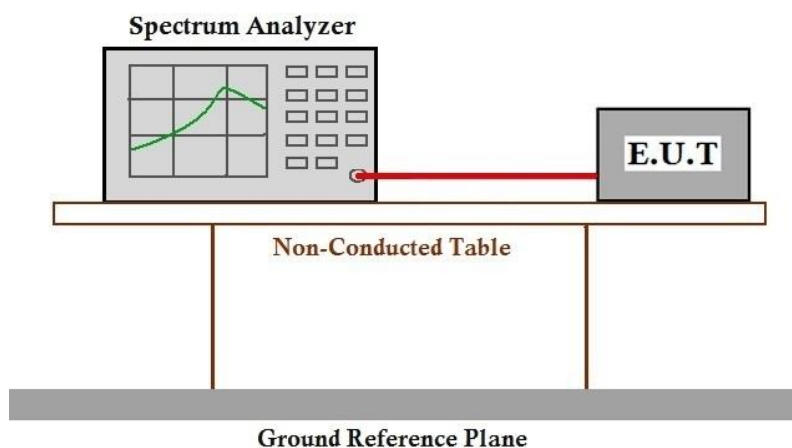 Spectrum Analyzer
E.U.T
Non-Conducted Table
Ground Reference Plane